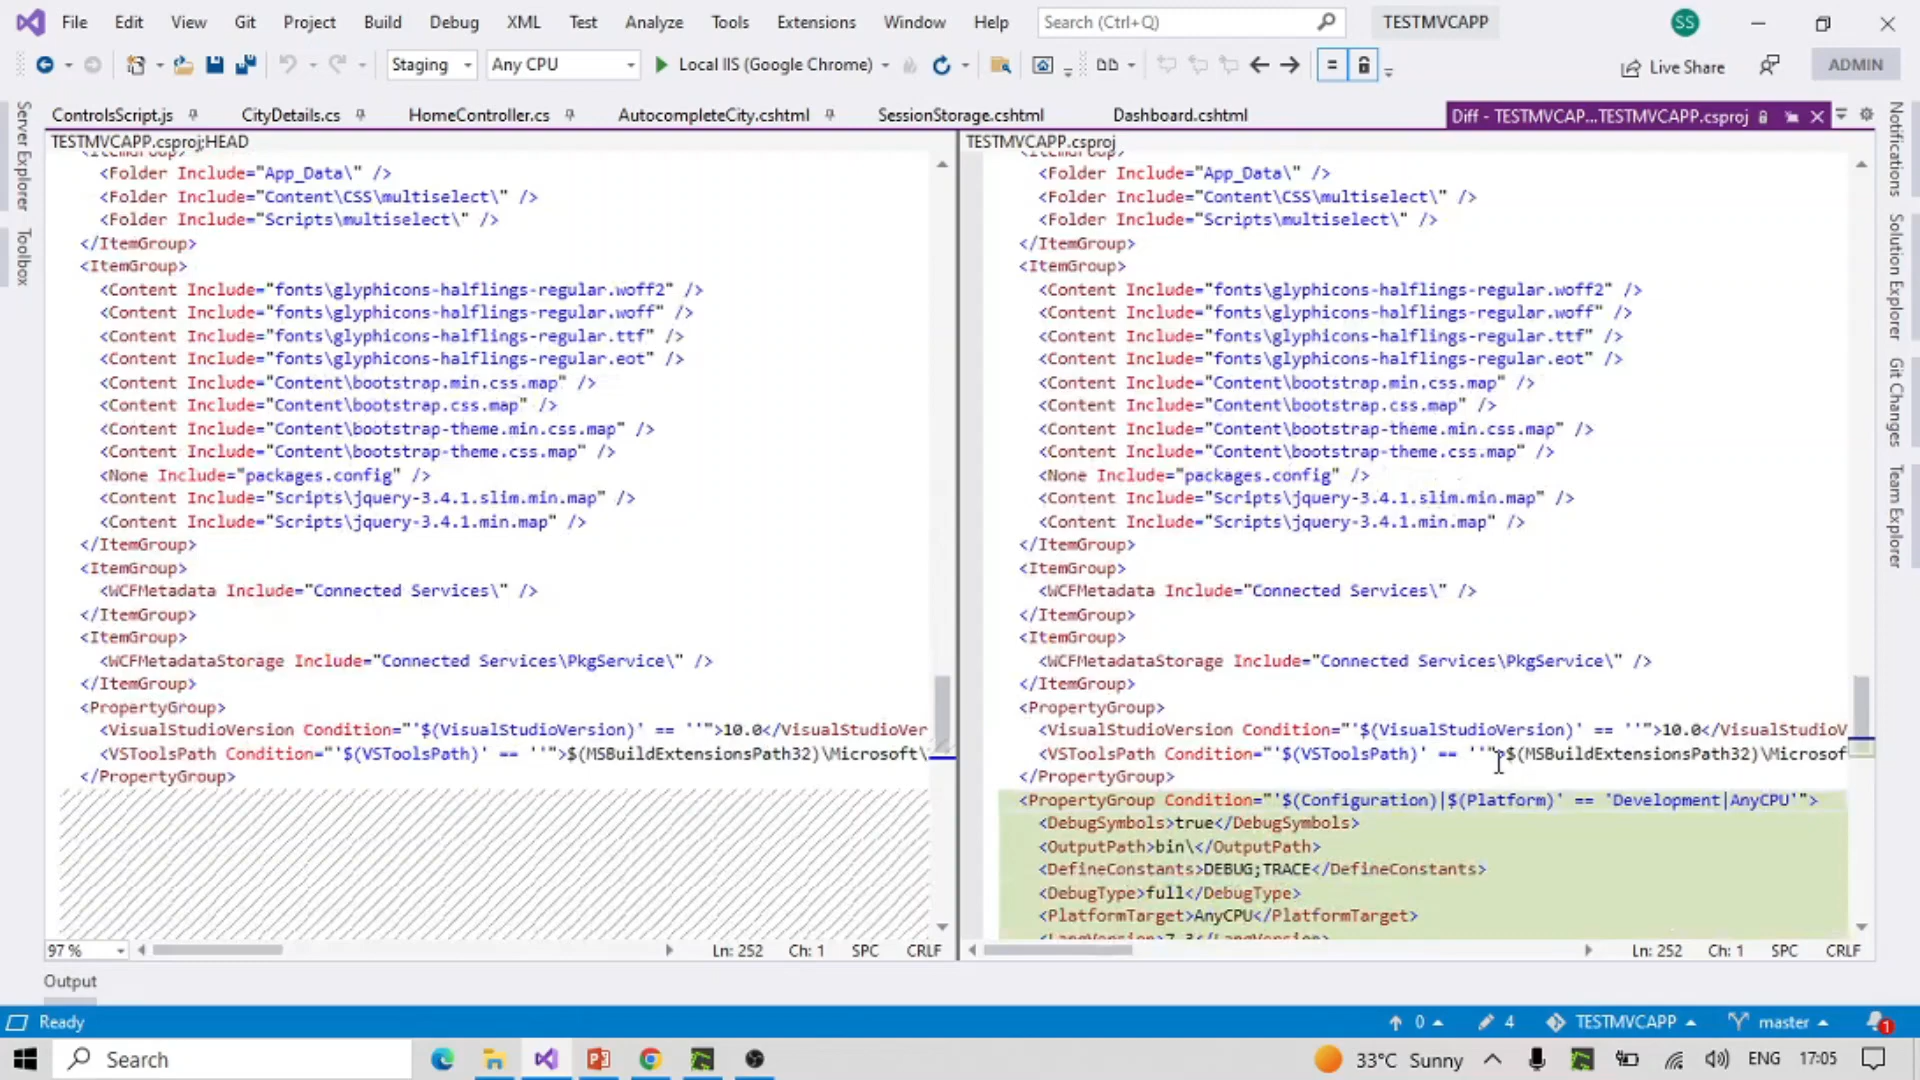 File Edit View Git Project Build Debug XML Test Analyze Tools Extensions Window Help Search (Ctrl+Q) TESTMVCAPP SS
Staging Any CPU Local IIS (Google Chrome) Live Share ADMIN
ControlsScript.js CityDetails.cs HomeController.cs AutocompleteCity.cshtml SessionStorage.cshtml Dashboard.cshtml Diff - TESTMVCAP...TESTMVCAPP.csproj
Server Explorer
Toolbox
TESTMVCAPP.csproj;HEAD
<ItemGroup>
<Folder Include="App_Data\" />
<Folder Include="Content\CSS\multiselect\" />
<Folder Include="Scripts\multiselect\" />
</ItemGroup>
<ItemGroup>
<Content Include="fonts\glyphicons-halflings-regular.woff2" />
<Content Include="fonts\glyphicons-halflings-regular.woff" />
<Content Include="fonts\glyphicons-halflings-regular.ttf" />
<Content Include="fonts\glyphicons-halflings-regular.eot" />
<Content Include="Content\bootstrap.min.css.map" />
<Content Include="Content\bootstrap.css.map" />
<Content Include="Content\bootstrap-theme.min.css.map" />
<Content Include="Content\bootstrap-theme.css.map" />
<None Include="packages.config" />
<Content Include="Scripts\jquery-3.4.1.slim.min.map" />
<Content Include="Scripts\jquery-3.4.1.min.map" />
</ItemGroup>
<ItemGroup>
<WCFMetadata Include="Connected Services\" />
</ItemGroup>
<ItemGroup>
<WCFMetadataStorage Include="Connected Services\PkgService\" />
</ItemGroup>
<PropertyGroup>
<VisualStudioVersion Condition="'$(VisualStudioVersion)' == ''">10.0</VisualStudioVer
<VSToolsPath Condition="'$(VSToolsPath)' == ''">$(MSBuildExtensionsPath32)\Microsoft\
</PropertyGroup>
97 % Ln: 252 Ch: 1 SPC CRLF
TESTMVCAPP.csproj
<ItemGroup>
<Folder Include="App_Data\" />
<Folder Include="Content\CSS\multiselect\" />
<Folder Include="Scripts\multiselect\" />
</ItemGroup>
<ItemGroup>
<Content Include="fonts\glyphicons-halflings-regular.woff2" />
<Content Include="fonts\glyphicons-halflings-regular.woff" />
<Content Include="fonts\glyphicons-halflings-regular.ttf" />
<Content Include="fonts\glyphicons-halflings-regular.eot" />
<Content Include="Content\bootstrap.min.css.map" />
<Content Include="Content\bootstrap.css.map" />
<Content Include="Content\bootstrap-theme.min.css.map" />
<Content Include="Content\bootstrap-theme.css.map" />
<None Include="packages.config" />
<Content Include="Scripts\jquery-3.4.1.slim.min.map" />
<Content Include="Scripts\jquery-3.4.1.min.map" />
</ItemGroup>
<ItemGroup>
<WCFMetadata Include="Connected Services\" />
</ItemGroup>
<ItemGroup>
<WCFMetadataStorage Include="Connected Services\PkgService\" />
</ItemGroup>
<PropertyGroup>
<VisualStudioVersion Condition="'$(VisualStudioVersion)' == ''">10.0</VisualStudioV
<VSToolsPath Condition="'$(VSToolsPath)' == ''">$(MSBuildExtensionsPath32)\Microsof
</PropertyGroup>
<PropertyGroup Condition="'$(Configuration)|$(Platform)' == 'Development|AnyCPU'">
<DebugSymbols>true</DebugSymbols>
<OutputPath>bin\</OutputPath>
<DefineConstants>DEBUG;TRACE</DefineConstants>
<DebugType>full</DebugType>
<PlatformTarget>AnyCPU</PlatformTarget>
<LangVersion>7.3</LangVersion>
Ln: 252 Ch: 1 SPC CRLF
Notifications
Solution Explorer
Git Changes
Team Explorer
Output
Ready 0 4 TESTMVCAPP master 1
Search 33°C Sunny ENG 17:05